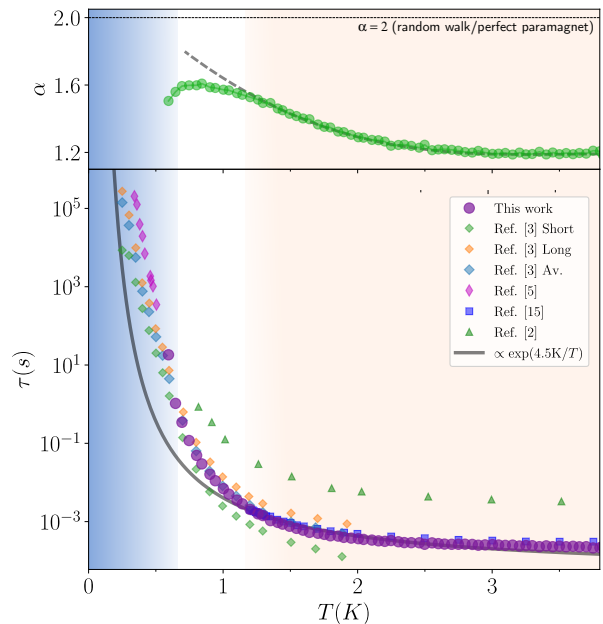 2.0
α = 2 (random walk/perfect paramagnet)
1.6
α
1.2
10^5
10^3
10^1
10^-1
10^-3
τ(s)
This work
Ref. [3] Short
Ref. [3] Long
Ref. [3] Av.
Ref. [5]
Ref. [15]
Ref. [2]
∝ exp(4.5K/T)
0 1 2 3
T(K)